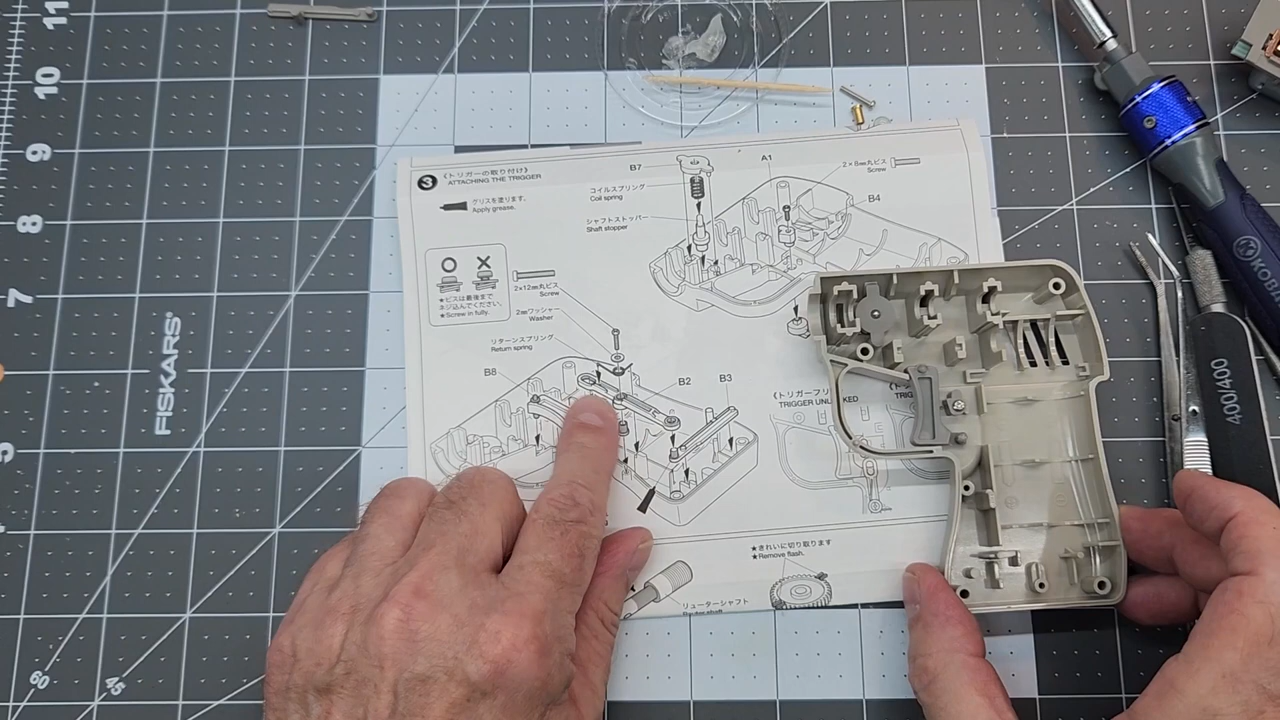 11
10
9
8
7
5
60
45
FISKARS
3
《トリガーの取り付け》
ATTACHING THE TRIGGER
グリスを塗ります。
Apply grease.
B7
コイルスプリング
Coil spring
シャフトストッパー
Shaft stopper
A1
2×8㎜丸ビス
Screw
B4
★ビスは最後まで
ネジ込んでください。
★Screw in fully.
2×12㎜丸ビス
Screw
2㎜ワッシャー
Washer
リターンスプリング
Return spring
B8
B2
B3
《トリガーフリ
TRIGGER UNL
KED
★きれいに切り取ります
★Remove flash.
リューターシャフト
400/400